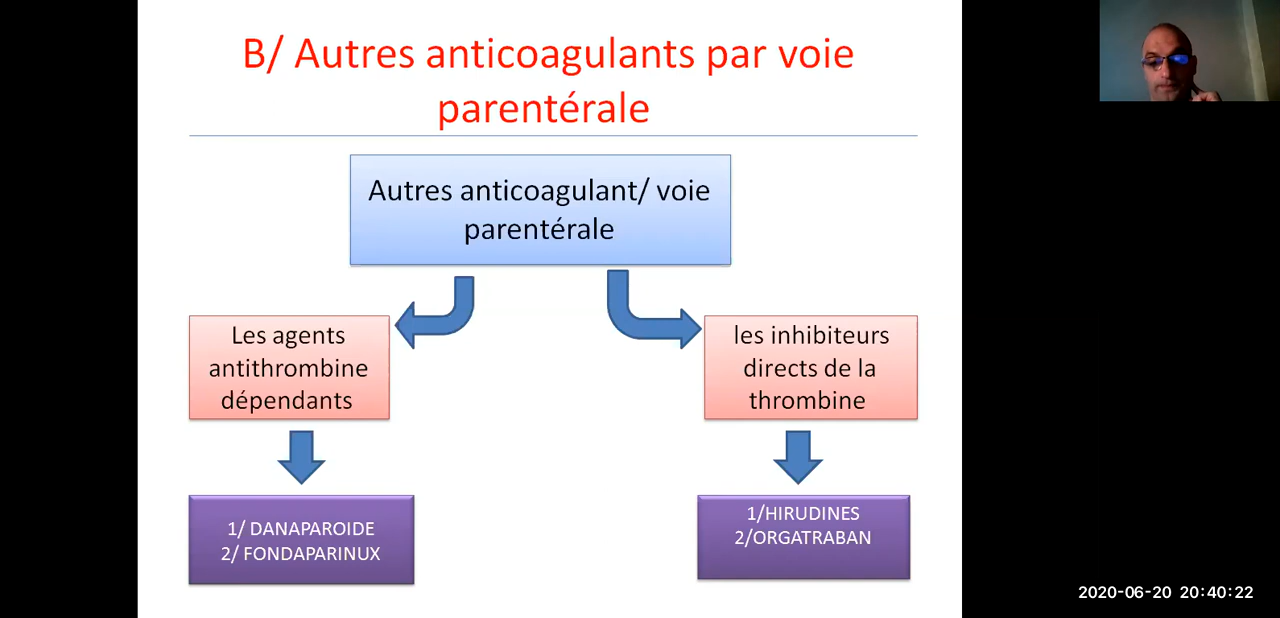 B/ Autres anticoagulants par voie
parentérale
Autres anticoagulant/ voie
parentérale
Les agents
antithrombine
dépendants
les inhibiteurs
directs de la
thrombine
1/ DANAPAROIDE
2/ FONDAPARINUX
1/HIRUDINES
2/ORGATRABAN
2020-06-20 20:40:22